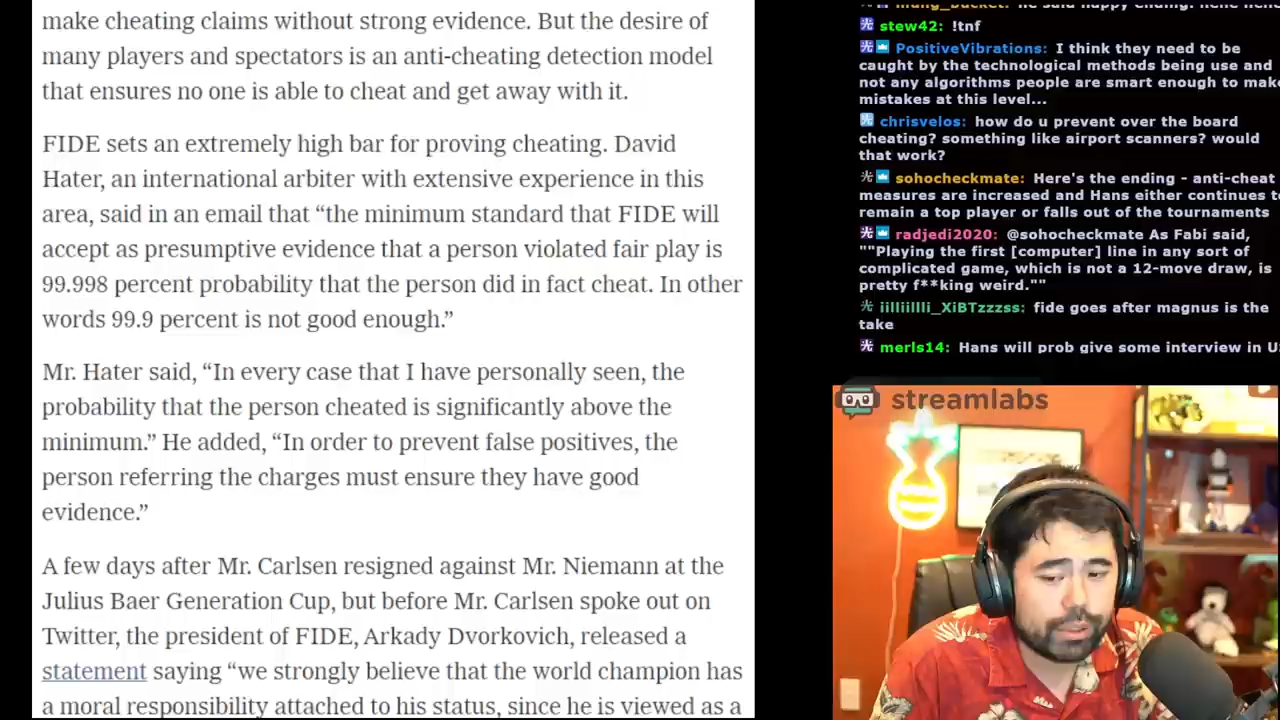 make cheating claims without strong evidence. But the desire of
many players and spectators is an anti-cheating detection model
that ensures no one is able to cheat and get away with it.
FIDE sets an extremely high bar for proving cheating. David
Hater, an international arbiter with extensive experience in this
area, said in an email that “the minimum standard that FIDE will
accept as presumptive evidence that a person violated fair play is
99.998 percent probability that the person did in fact cheat. In other
words 99.9 percent is not good enough.”
Mr. Hater said, “In every case that I have personally seen, the
probability that the person cheated is significantly above the
minimum.” He added, “In order to prevent false positives, the
person referring the charges must ensure they have good
evidence.”
A few days after Mr. Carlsen resigned against Mr. Niemann at the
Julius Baer Generation Cup, but before Mr. Carlsen spoke out on
Twitter, the president of FIDE, Arkady Dvorkovich, released a
statement saying “we strongly believe that the world champion has
a moral responsibility attached to his status, since he is viewed as a
he said happy ending.
stew42: !tnf
PositiveVibrations: I think they need to be
caught by the technological methods being use and
not any algorithms people are smart enough to make
mistakes at this level...
chrisvelos: how do u prevent over the board
cheating? something like airport scanners? would
that work?
sohocheckmate: Here's the ending - anti-cheat
measures are increased and Hans either continues to
remain a top player or falls out of the tournaments
radjedi2020: @sohocheckmate As Fabi said,
""Playing the first [computer] line in any sort of
complicated game, which is not a 12-move draw, is
pretty f**king weird.""
fide goes after magnus is the
take
merls14: Hans will prob give some interview in U
streamlabs